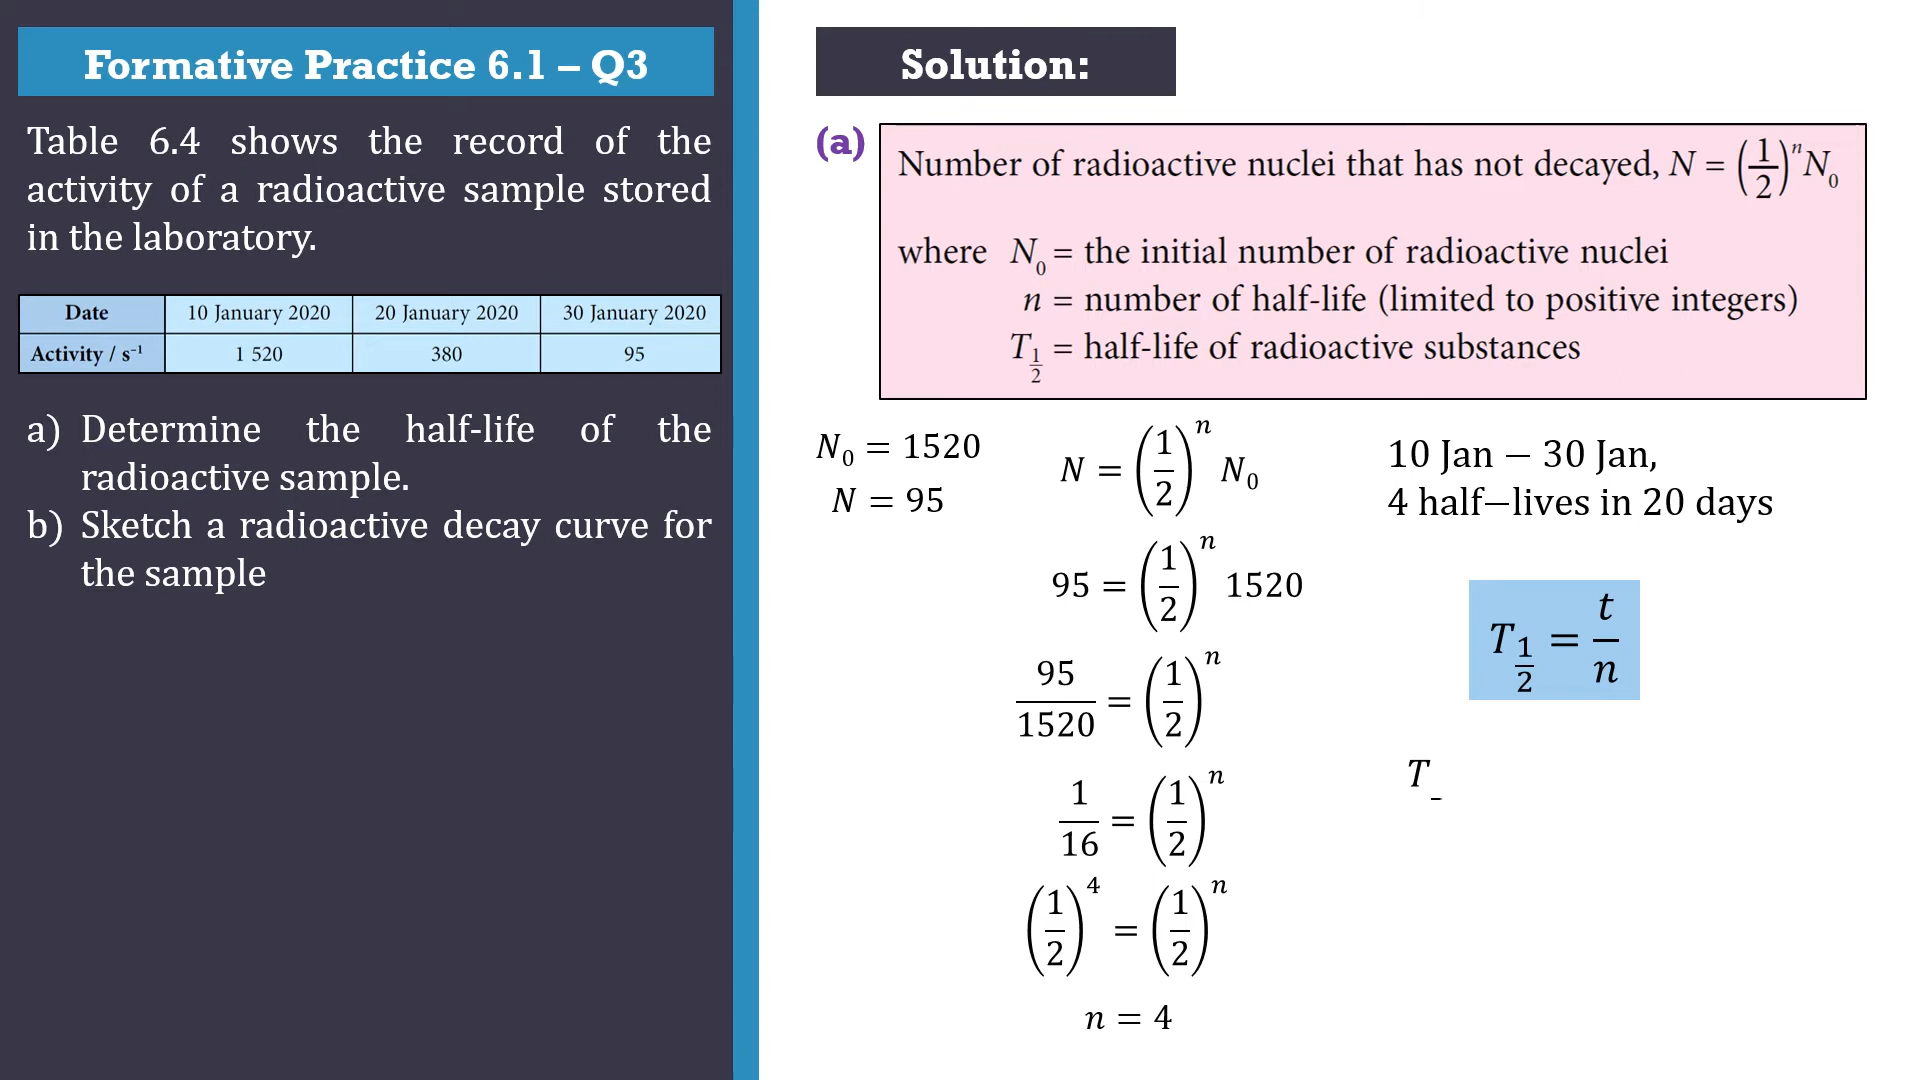 Formative Practice 6.1 – Q3
Table 6.4 shows the record of the
activity of a radioactive sample stored
in the laboratory.
Date 10 January 2020 20 January 2020 30 January 2020
Activity / s⁻¹ 1 520 380 95
a) Determine the half-life of the
radioactive sample.
b) Sketch a radioactive decay curve for
the sample
Solution:
(a)
Number of radioactive nuclei that has not decayed, N = (1/2)ⁿ N₀
where N₀ = the initial number of radioactive nuclei
n = number of half-life (limited to positive integers)
T_1/2 = half-life of radioactive substances
N₀ = 1520
N = 95
N = (1/2)ⁿ N₀
95 = (1/2)ⁿ 1520
95/1520 = (1/2)ⁿ
1/16 = (1/2)ⁿ
(1/2)⁴ = (1/2)ⁿ
n = 4
10 Jan − 30 Jan,
4 half−lives in 20 days
T_1/2 = t/n
T